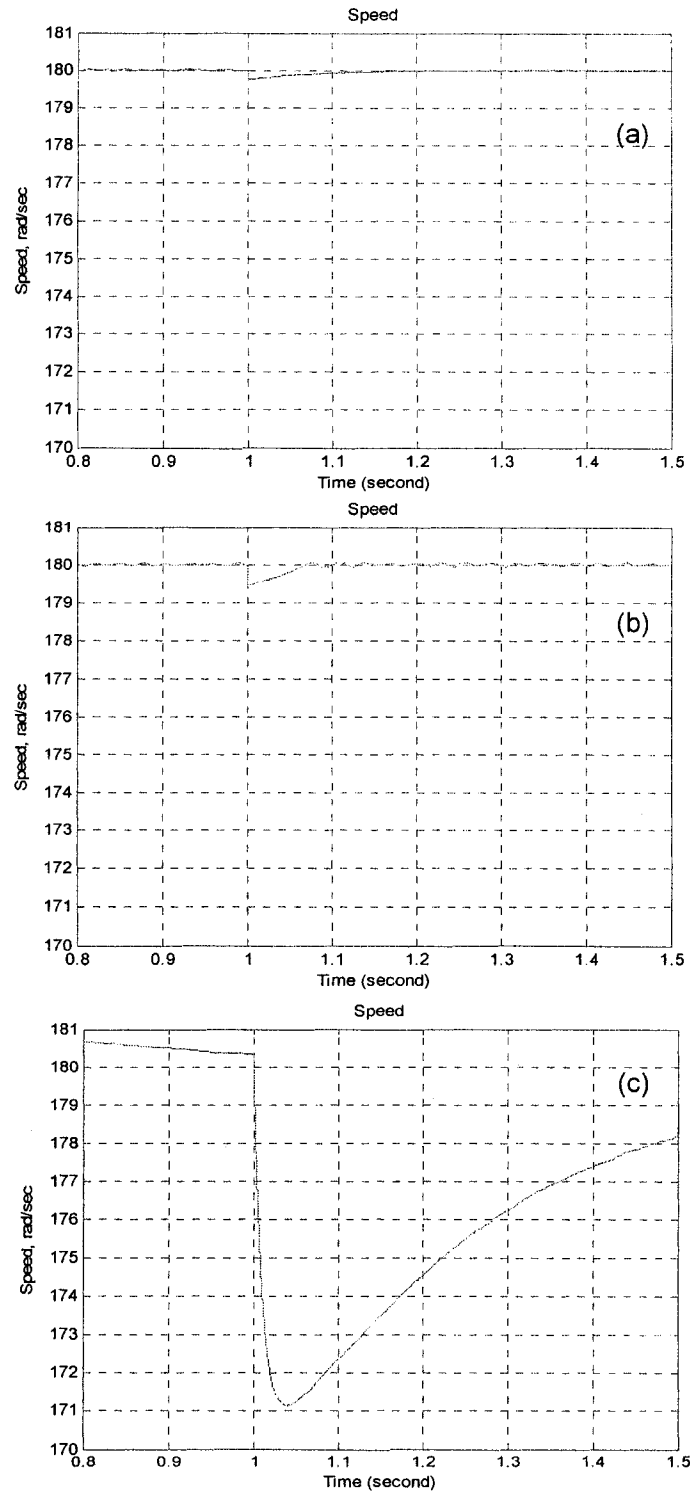 Speed
181
180
179
178
177
176
175
174
173
172
171
170
Speed, rad/sec
(a)
0.8 0.9 1 1.1 1.2 1.3 1.4 1.5
Time (second)
Speed
181
180
179
178
177
176
175
174
173
172
171
170
Speed, rad/sec
(b)
0.8 0.9 1 1.1 1.2 1.3 1.4 1.5
Time (second)
Speed
181
180
179
178
177
176
175
174
173
172
171
170
Speed, rad/sec
(c)
0.8 0.9 1 1.1 1.2 1.3 1.4 1.5
Time (second)